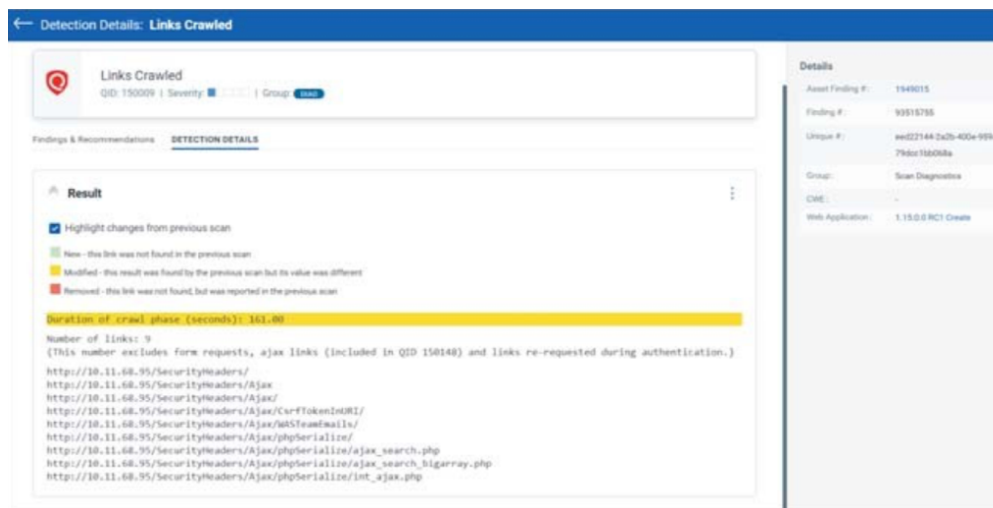 Detection Details: Links Crawled
Links Crawled
QID: 150009 | Severity: | Group: DIAG
Findings & Recommendations DETECTION DETAILS
Result
Highlight changes from previous scan
New - this link was not found in the previous scan
Modified - this result was found by the previous scan but its value was different
Removed - this link was not found, but was reported in the previous scan
Duration of crawl phase (seconds): 161.00
Number of links: 9
(This number excludes form requests, ajax links (included in QID 150148) and links re-requested during authentication.)
http://10.11.68.95/SecurityHeaders/
http://10.11.68.95/SecurityHeaders/Ajax
http://10.11.68.95/SecurityHeaders/Ajax/
http://10.11.68.95/SecurityHeaders/Ajax/CsrfTokenInURI/
http://10.11.68.95/SecurityHeaders/Ajax/WASTeamEmails/
http://10.11.68.95/SecurityHeaders/Ajax/phpSerialize/
http://10.11.68.95/SecurityHeaders/Ajax/phpSerialize/ajax_search.php
http://10.11.68.95/SecurityHeaders/Ajax/phpSerialize/ajax_search_bigarray.php
http://10.11.68.95/SecurityHeaders/Ajax/phpSerialize/int_ajax.php
Details
Asset Finding #: 1949015
Finding #: 93515755
Unique #:
Group: Scan Diagnostics
CWE: -
Web Application: 1.15.0.0 RC1 Create